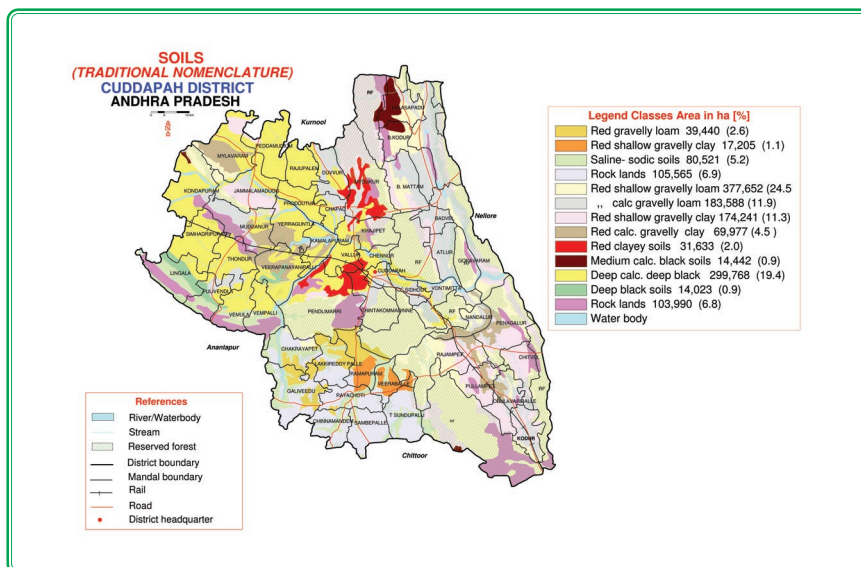 SOILS
(TRADITIONAL NOMENCLATURE)
CUDDAPAH DISTRICT
ANDHRA PRADESH
Kurnool
RF
B.KODUR
PEDDAMUDIUM
MYLAVARAM
RAJUPALEM
DUVVUR
KONDAPURAM
JAMMALAMADUGU
B. MATTAM
PRODDUTUR
CHAPAD
Nellore
BADVEL
MUDDANUR
YERRAGUNTLA
KHAJIPET
SIMHADRIPURAM
KAMALAPURAM
VALLUR
CHENNUR
RF
ATLUR
GOPAVARAM
THONDUR
VEERAPANAYANIPALLI
CUDDAPAH
LINGALA
PULIVENDLA
SIDHOUT
VONTIMITTA
VEMULA
VEMPALLI
PENDLIMARRI
CHINTAKOMMADINNE
RF
NANDALUR
PENAGALUR
Anantapur
CHAKRAYAPET
RAJAMPET
CHITVEL
LAKKIREDDY PALLE
RAMAPURAM
VEERABALLE
PULLAMPET
RF
GALIVEEDU
RAYACHOTI
OBULAVARIPALLE
T SUNDUPALLI
CHINNAMANDEM
SAMBEPALLE
RF
KODUR
Chittoor
Legend Classes Area in ha [%]
Red gravelly loam 39,440 (2.6)
Red shallow gravelly clay 17,205 (1.1)
Saline- sodic soils 80,521 (5.2)
Rock lands 105,565 (6.9)
Red shallow gravelly loam 377,652 (24.5
,, calc gravelly loam 183,588 (11.9)
Red shallow gravelly clay 174,241 (11.3)
Red calc. gravelly clay 69,977 (4.5 )
Red clayey soils 31,633 (2.0)
Medium calc. black soils 14,442 (0.9)
Deep calc. deep black 299,768 (19.4)
Deep black soils 14,023 (0.9)
Rock lands 103,990 (6.8)
Water body
References
River/Waterbody
Stream
Reserved forest
District boundary
Mandal boundary
Rail
Road
District headquarter